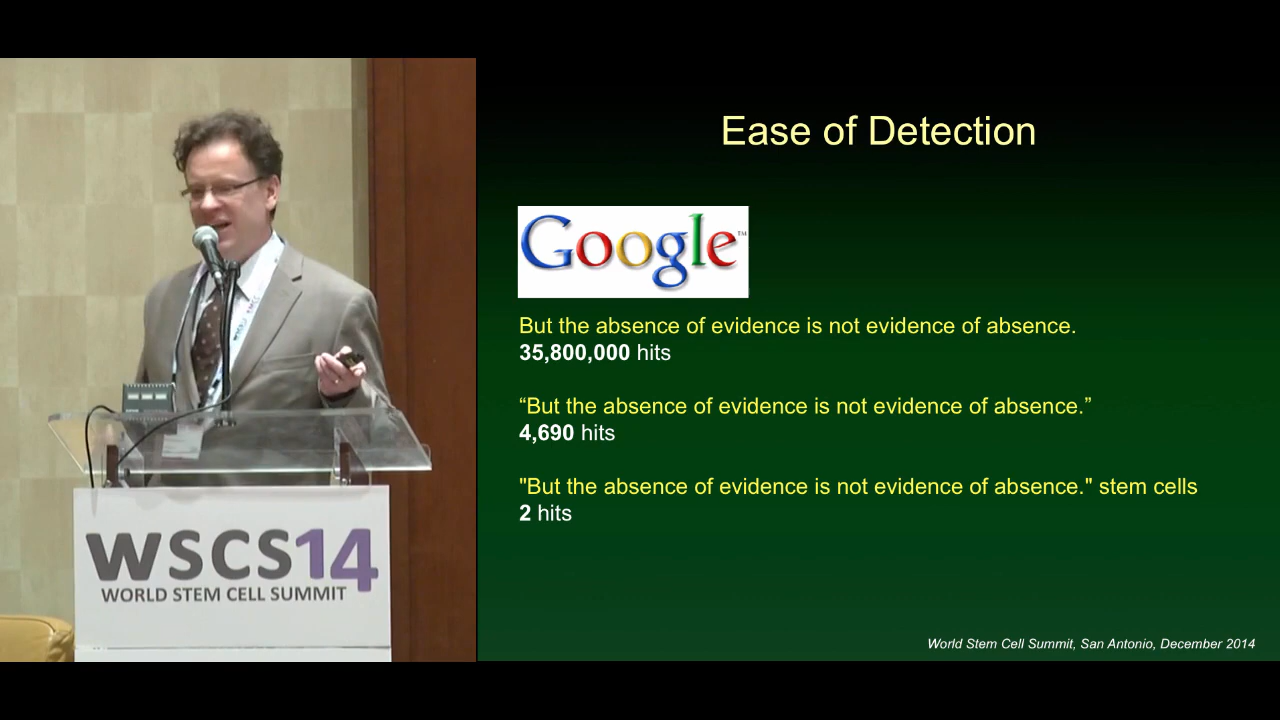 Ease of Detection
Google™
But the absence of evidence is not evidence of absence.
35,800,000 hits
“But the absence of evidence is not evidence of absence.”
4,690 hits
"But the absence of evidence is not evidence of absence." stem cells
2 hits
WSCS14
WORLD STEM CELL SUMMIT
World Stem Cell Summit, San Antonio, December 2014